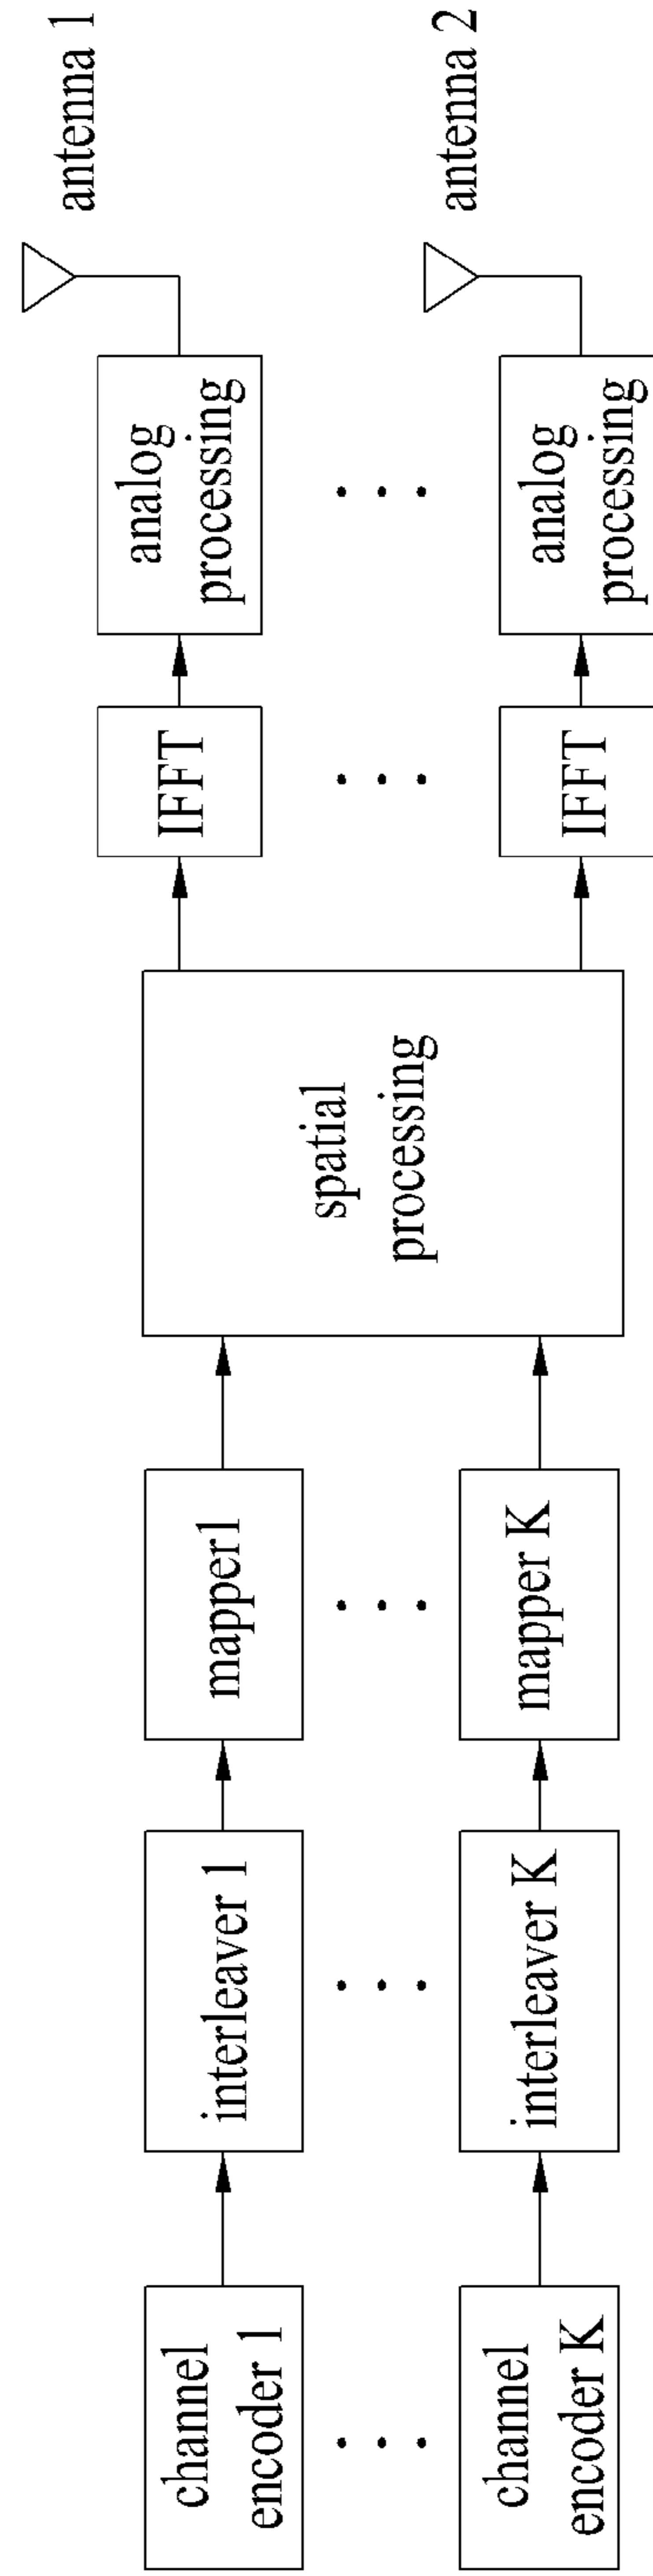 channel
encoder 1
interleaver 1
mapper1
channel
encoder K
interleaver K
mapper K
spatial
processing
IFFT
analog
processing
antenna 1
IFFT
analog
processing
antenna 2